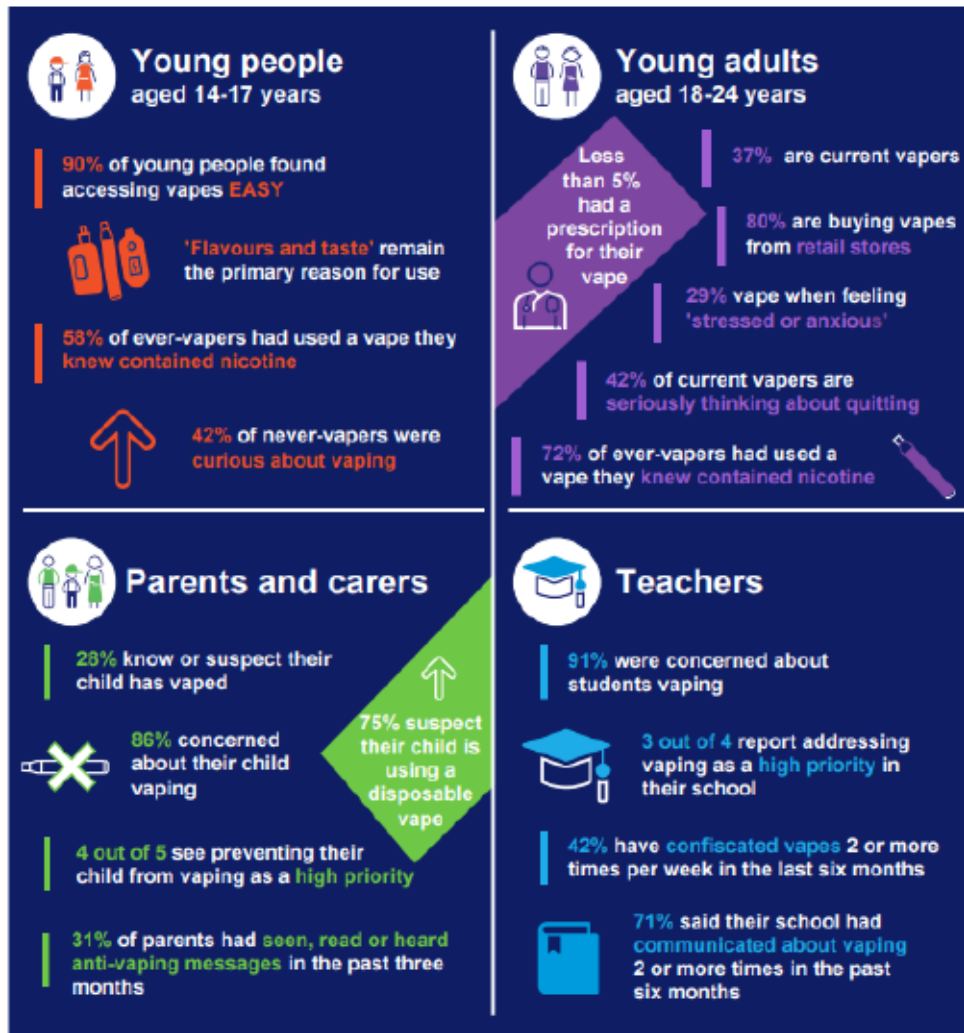 Young people
aged 14-17 years
90% of young people found
accessing vapes EASY
'Flavours and taste' remain
the primary reason for use
58% of ever-vapers had used a vape they
knew contained nicotine
42% of never-vapers were
curious about vaping
Young adults
aged 18-24 years
Less
than 5%
had a
prescription
for their
vape
37% are current vapers
80% are buying vapes
from retail stores
29% vape when feeling
'stressed or anxious'
42% of current vapers are
seriously thinking about quitting
72% of ever-vapers had used a
vape they knew contained nicotine
Parents and carers
28% know or suspect their
child has vaped
86% concerned
about their child
vaping
75% suspect
their child is
using a
disposable
vape
4 out of 5 see preventing their
child from vaping as a high priority
31% of parents had seen, read or heard
anti-vaping messages in the past three
months
Teachers
91% were concerned about
students vaping
3 out of 4 report addressing
vaping as a high priority in
their school
42% have confiscated vapes 2 or more
times per week in the last six months
71% said their school had
communicated about vaping
2 or more times in the past
six months